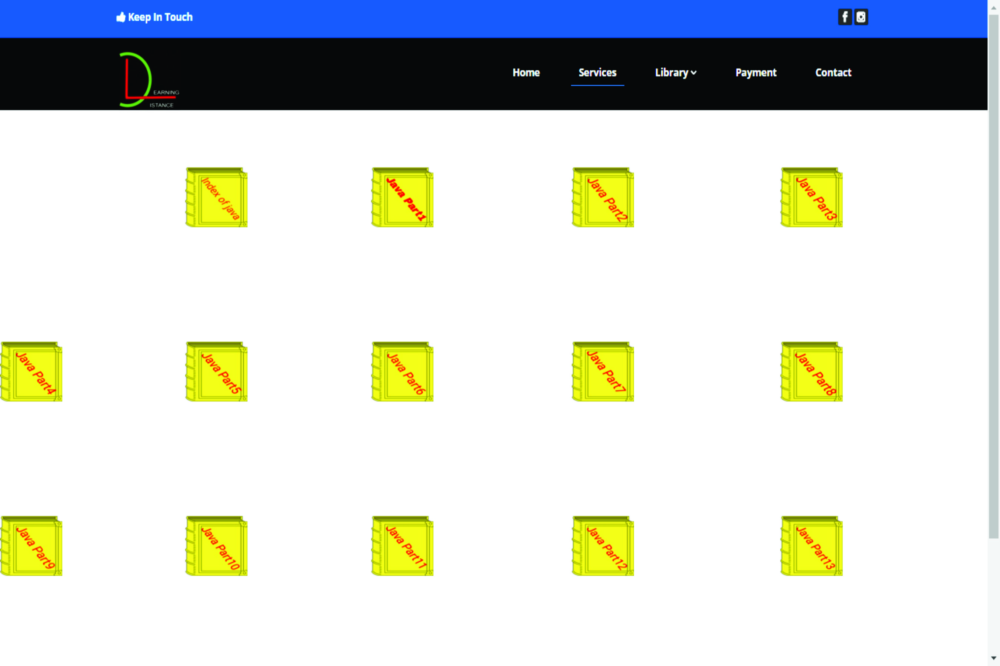 Keep In Touch
EARNING
ISTANCE
Home Services Library Payment Contact
Index of java
Java Part1
Java Part2
Java Part3
Java Part4
Java Part5
Java Part6
Java Part7
Java Part8
Java Part9
Java Part10
Java Part11
Java Part12
Java Part13